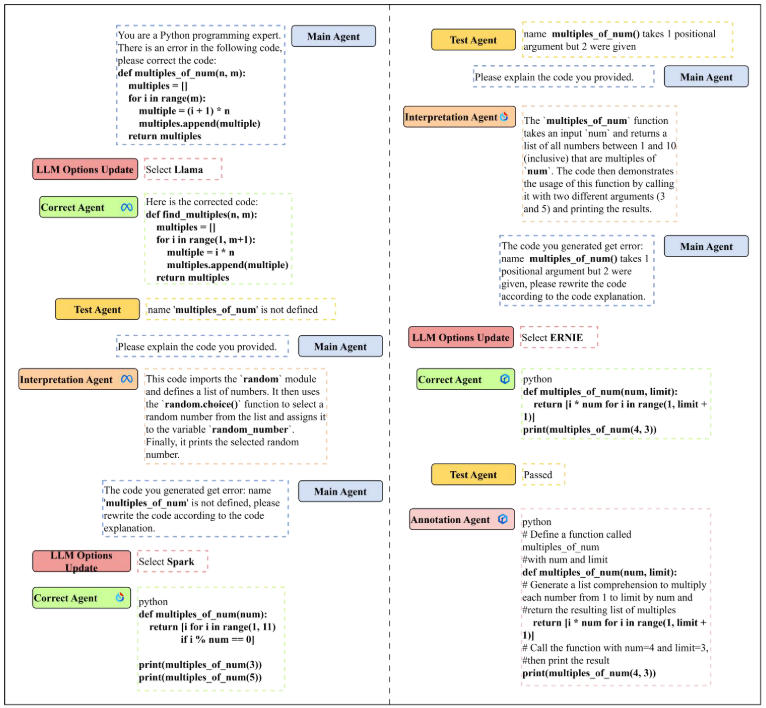 You are a Python programming expert.
There is an error in the following code,
please correct the code:
def multiples_of_num(n, m):
multiples = []
for i in range(m):
multiple = (i + 1) * n
multiples.append(multiple)
return multiples
Main Agent
LLM Options Update
Select Llama
Correct Agent
Here is the corrected code:
def find_multiples(n, m):
multiples = []
for i in range(1, m+1):
multiple = i * n
multiples.append(multiple)
return multiples
Test Agent
name 'multiples_of_num' is not defined
Please explain the code you provided.
Main Agent
Interpretation Agent
This code imports the `random` module
and defines a list of numbers. It then uses
the `random.choice()` function to select a
random number from the list and assigns it
to the variable `random_number`.
Finally, it prints the selected random
number.
The code you generated get error: name
'multiples_of_num' is not defined, please
rewrite the code according to the code
explanation.
Main Agent
LLM Options
Update
Select Spark
Correct Agent
python
def multiples_of_num(num):
return [i for i in range(1, 11)
if i % num == 0]
print(multiples_of_num(3))
print(multiples_of_num(5))
Test Agent
name multiples_of_num() takes 1 positional
argument but 2 were given
Please explain the code you provided.
Main Agent
Interpretation Agent
The `multiples_of_num` function
takes an input `num` and returns a
list of all numbers between 1 and 10
(inclusive) that are multiples of
`num`. The code then demonstrates
the usage of this function by calling
it with two different arguments (3
and 5) and printing the results.
The code you generated get error:
name multiples_of_num() takes 1
positional argument but 2 were
given, please rewrite the code
according to the code explanation.
Main Agent
LLM Options Update
Select ERNIE
Correct Agent
python
def multiples_of_num(num, limit):
return [i * num for i in range(1, limit +
1)]
print(multiples_of_num(4, 3))
Test Agent
Passed
Annotation Agent
python
# Define a function called
multiples_of_num
#with num and limit
def multiples_of_num(num, limit):
# Generate a list comprehension to multiply
each number from 1 to limit by num and
#return the resulting list of multiples
return [i * num for i in range(1, limit +
1)]
# Call the function with num=4 and limit=3,
#then print the result
print(multiples_of_num(4, 3))